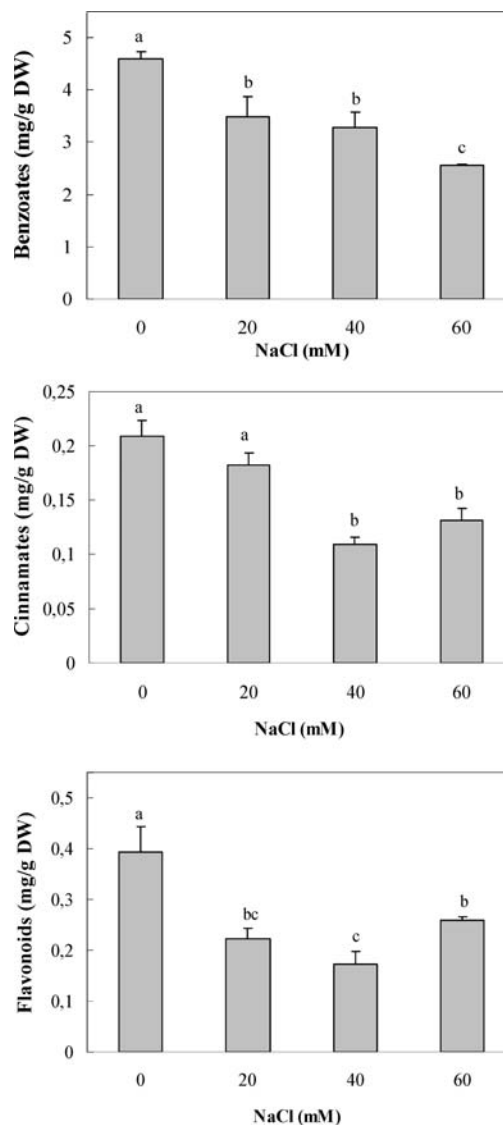 Benzoates (mg/g DW)
5
4
3
2
1
0
a
b
b
c
0 20 40 60
NaCl (mM)
Cinnamates (mg/g DW)
0,25
0,2
0,15
0,1
0,05
0
a
a
b
b
0 20 40 60
NaCl (mM)
Flavonoids (mg/g DW)
0,5
0,4
0,3
0,2
0,1
0
a
bc
c
b
0 20 40 60
NaCl (mM)